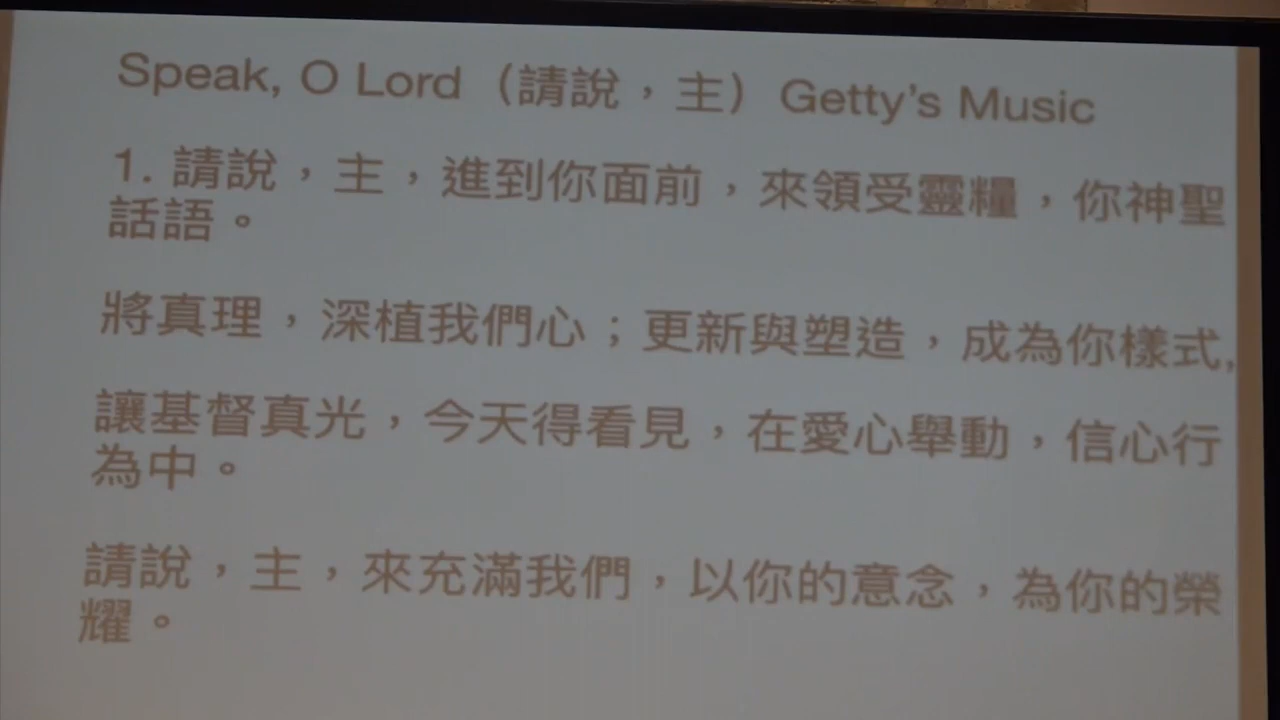 Speak, O Lord（請說，主）Getty's Music
1. 請說，主，進到你面前，來領受靈糧，你神聖
話語。
將真理，深植我們心；更新與塑造，成為你樣式,
讓基督真光，今天得看見，在愛心舉動，信心行
為中。
請說，主，來充滿我們，以你的意念，為你的榮
耀。